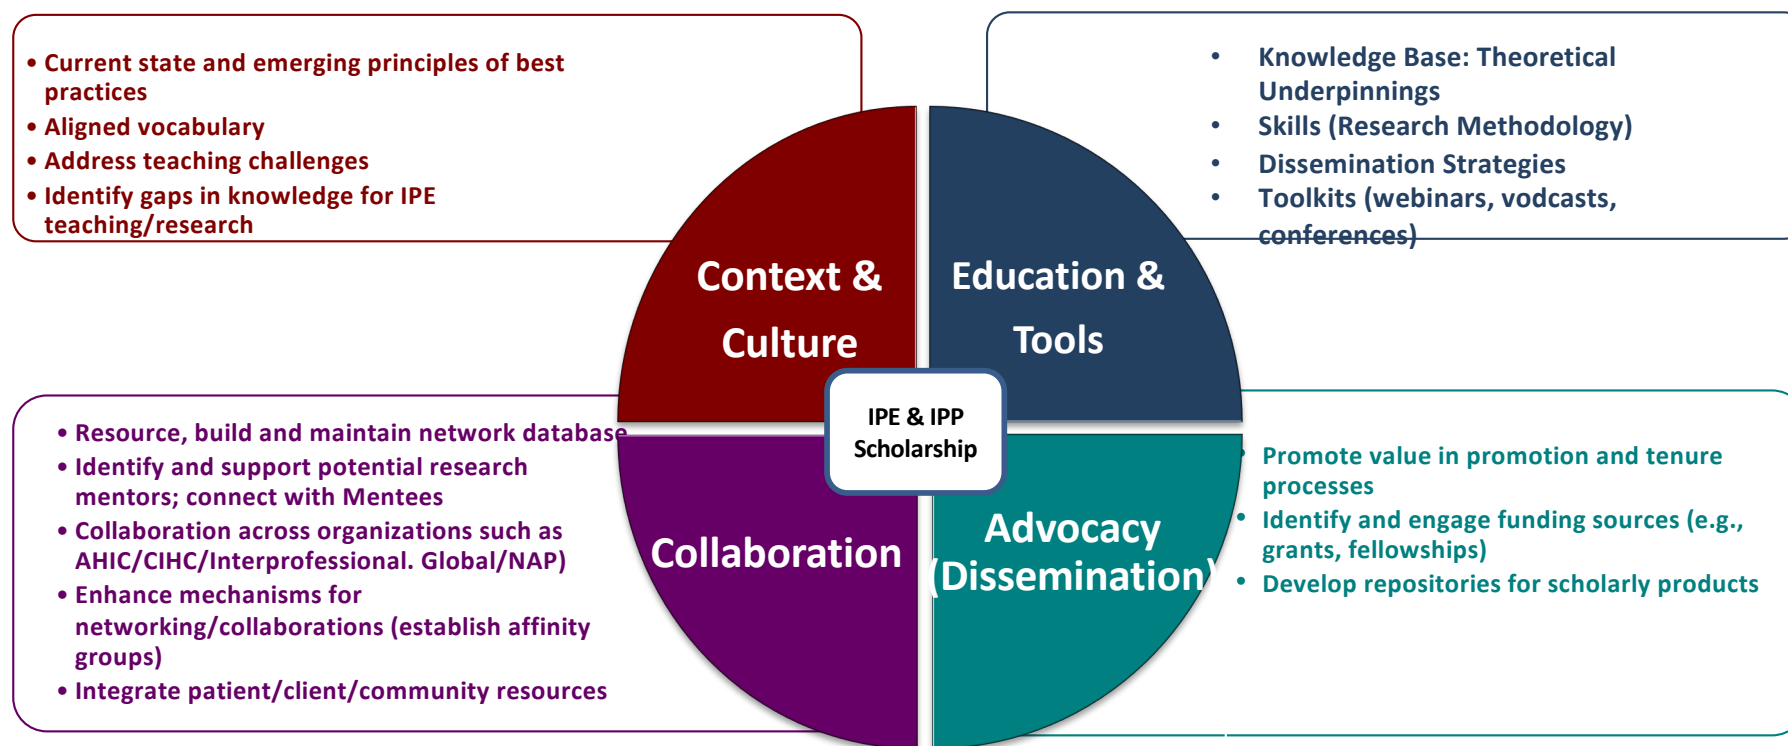 • Current state and emerging principles of best
practices
• Aligned vocabulary
• Address teaching challenges
• Identify gaps in knowledge for IPE
teaching/research
• Knowledge Base: Theoretical
Underpinnings
• Skills (Research Methodology)
• Dissemination Strategies
• Toolkits (webinars, vodcasts,
conferences)
Context &
Culture
Education &
Tools
IPE & IPP
Scholarship
• Resource, build and maintain network database
• Identify and support potential research
mentors; connect with Mentees
• Collaboration across organizations such as
AHIC/CIHC/Interprofessional. Global/NAP)
• Enhance mechanisms for
networking/collaborations (establish affinity
groups)
• Integrate patient/client/community resources
Collaboration
Advocacy
(Dissemination)
• Promote value in promotion and tenure
processes
• Identify and engage funding sources (e.g.,
grants, fellowships)
• Develop repositories for scholarly products